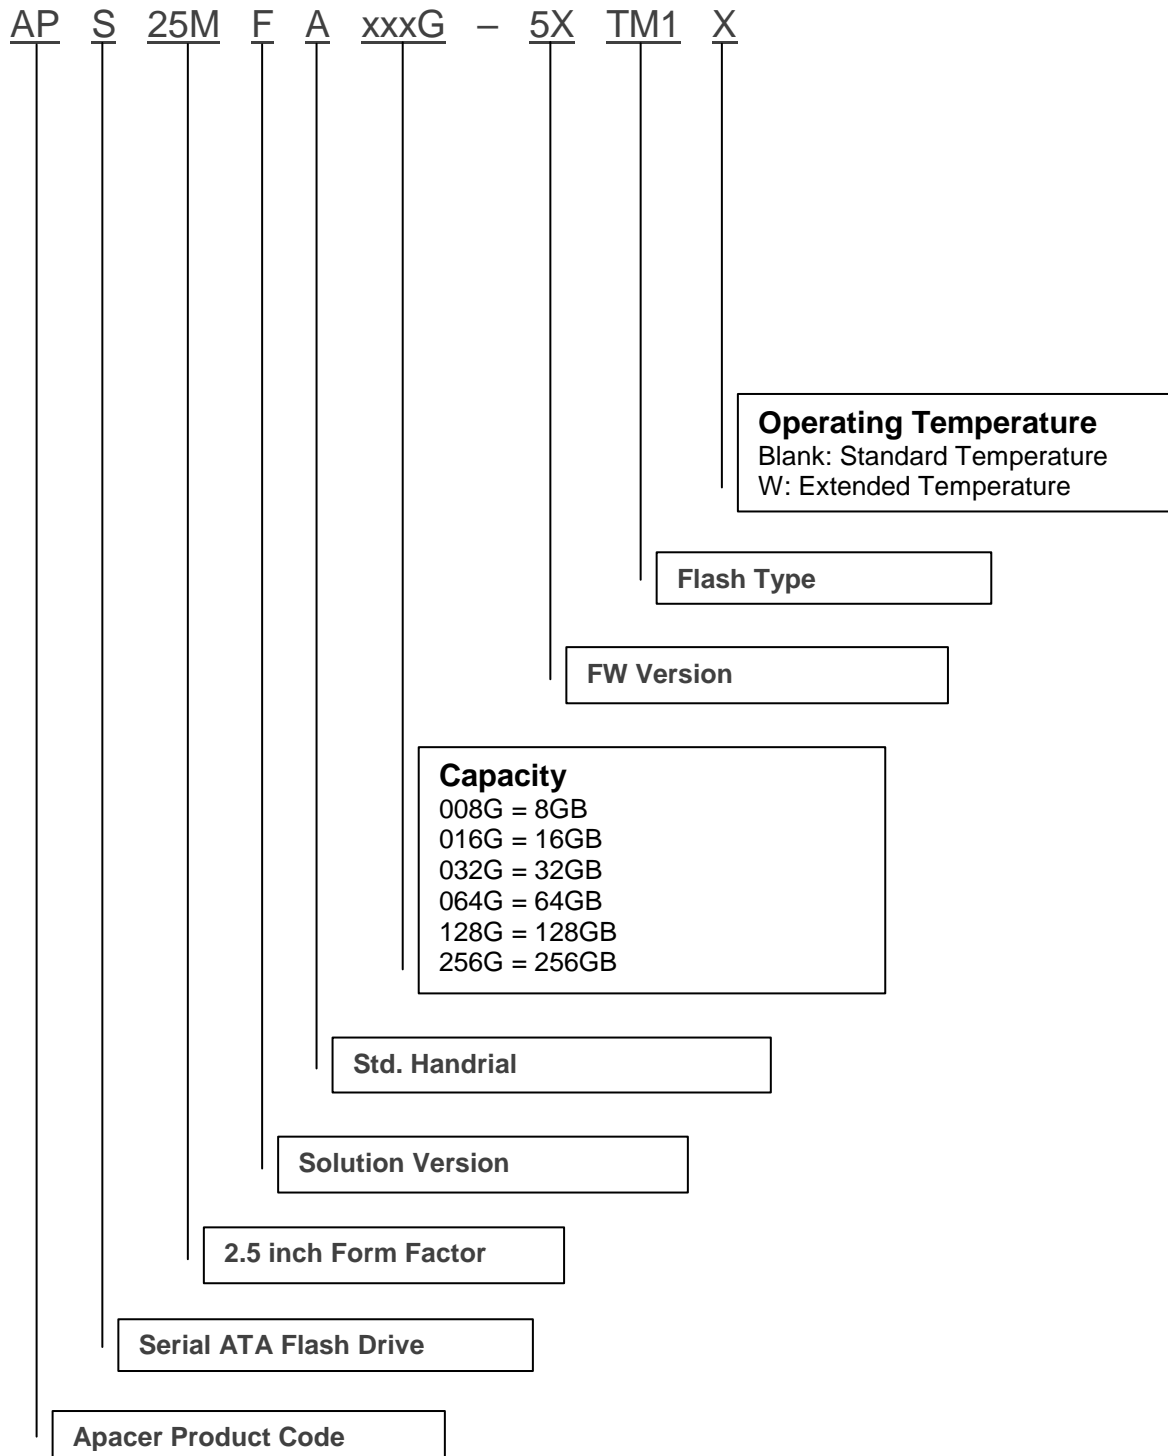 AP S 25M F A xxxG – 5X TM1 X
Operating Temperature
Blank: Standard Temperature
W: Extended Temperature
Flash Type
FW Version
Capacity
008G = 8GB
016G = 16GB
032G = 32GB
064G = 64GB
128G = 128GB
256G = 256GB
Std. Handrial
Solution Version
2.5 inch Form Factor
Serial ATA Flash Drive
Apacer Product Code